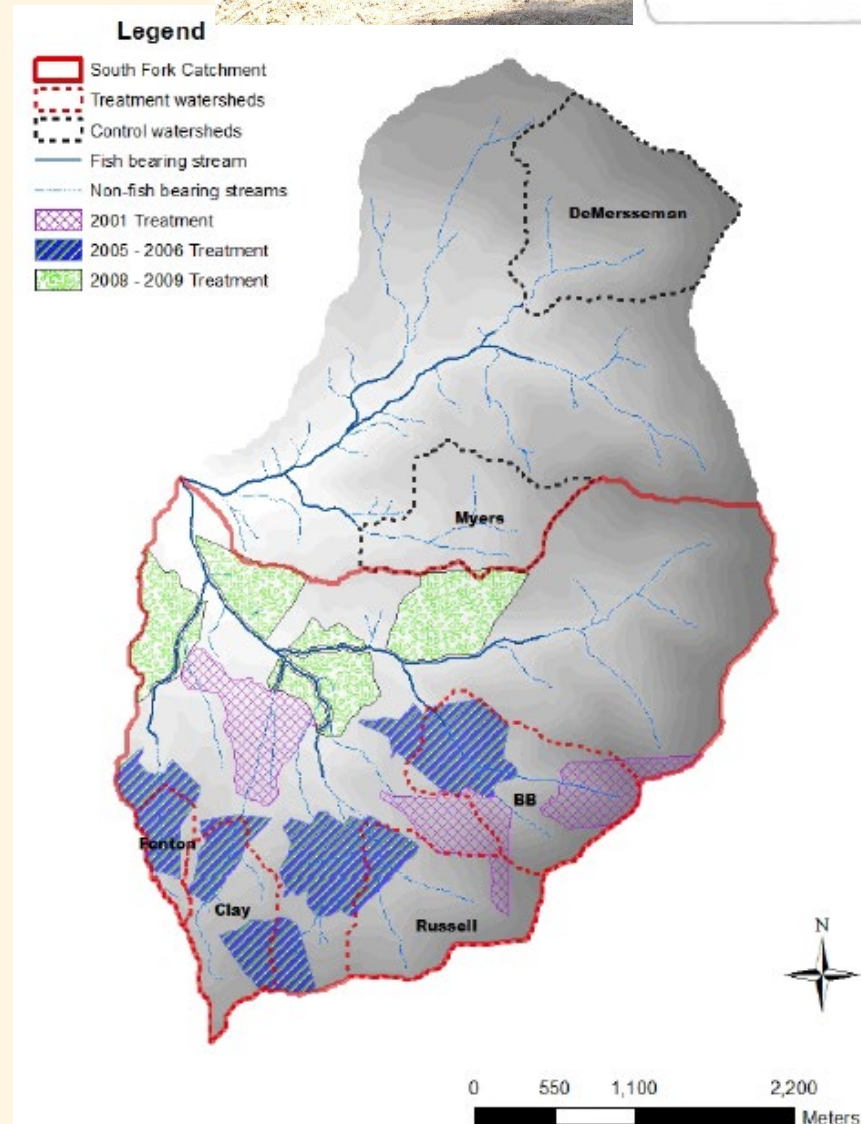 Legend
South Fork Catchment
Treatment watersheds
Control watersheds
Fish bearing stream
Non-fish bearing streams
2001 Treatment
2005 - 2006 Treatment
2008 - 2009 Treatment
DeMersseman
Myers
BB
Fenton
Clay
Russell
N
0 550 1,100 2,200
Meters